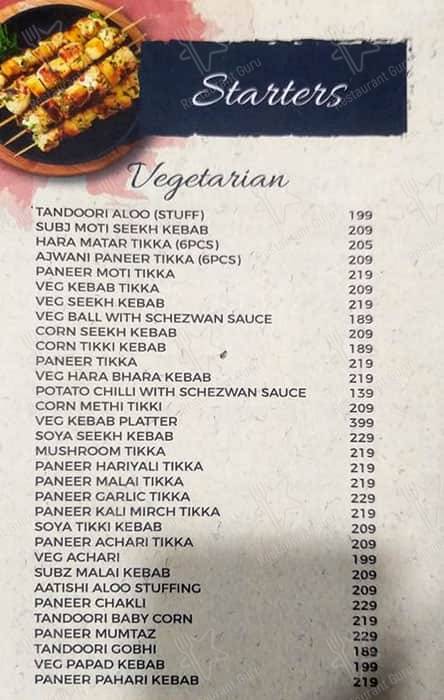 Starters
Vegetarian
TANDOORI ALOO (STUFF) 199
SUBJ MOTI SEEKH KEBAB 209
HARA MATAR TIKKA (6PCS) 205
AJWANI PANEER TIKKA (6PCS) 209
PANEER MOTI TIKKA 219
VEG KEBAB TIKKA 209
VEG SEEKH KEBAB 219
VEG BALL WITH SCHEZWAN SAUCE 189
CORN SEEKH KEBAB 209
CORN TIKKI KEBAB 189
PANEER TIKKA 219
VEG HARA BHARA KEBAB 219
POTATO CHILLI WITH SCHEZWAN SAUCE 139
CORN METHI TIKKI 209
VEG KEBAB PLATTER 399
SOYA SEEKH KEBAB 229
MUSHROOM TIKKA 219
PANEER HARIYALI TIKKA 219
PANEER MALAI TIKKA 219
PANEER GARLIC TIKKA 229
PANEER KALI MIRCH TIKKA 219
SOYA TIKKI KEBAB 209
PANEER ACHARI TIKKA 209
VEG ACHARI 199
SUBZ MALAI KEBAB 209
AATISHI ALOO STUFFING 209
PANEER CHAKLI 229
TANDOORI BABY CORN 219
PANEER MUMTAZ 229
TANDOORI GOBHI 189
VEG PAPAD KEBAB 199
PANEER PAHARI KEBAB 219
Restaurant Guru